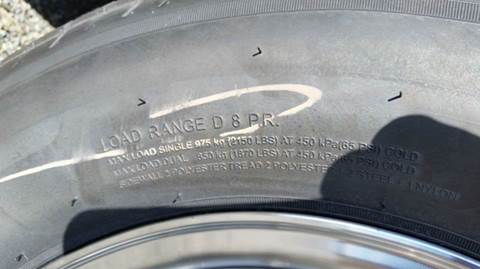 LOAD RANGE D 8 P.R.
MAX LOAD SINGLE 975 kg (2150 LBS) AT 450 kPa (65 PSI) COLD
MAX LOAD DUAL 850 kg (1870 LBS) AT 450 kPa (65 PSI) COLD
SIDEWALL 2 POLYESTER TREAD 2 POLYESTER + 2 STEEL + 1 NYLON